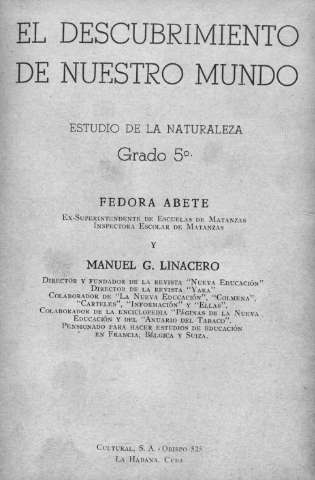 EL DESCUBRIMIENTO
DE NUESTRO MUNDO
ESTUDIO DE LA NATURALEZA
Grado 5º.
FEDORA ABETE
EX-SUPERINTENDENTE DE ESCUELAS DE MATANZAS
INSPECTORA ESCOLAR DE MATANZAS
Y
MANUEL G. LINACERO
DIRECTOR Y FUNDADOR DE LA REVISTA "NUEVA EDUCACIÓN"
DIRECTOR DE LA REVISTA "YARA"
COLABORADOR DE "LA NUEVA EDUCACIÓN", "COLMENA",
"CARTELES", "INFORMACIÓN" Y "ELLAS".
COLABORADOR DE LA ENCICLOPEDIA "PÁGINAS DE LA NUEVA
EDUCACIÓN Y DEL "ANUARIO DEL TABACO".
PENSIONADO PARA HACER ESTUDIOS DE EDUCACIÓN
EN FRANCIA, BÉLGICA Y SUIZA.
CULTURAL, S. A. - OBISPO 525
LA HABANA, CUBA